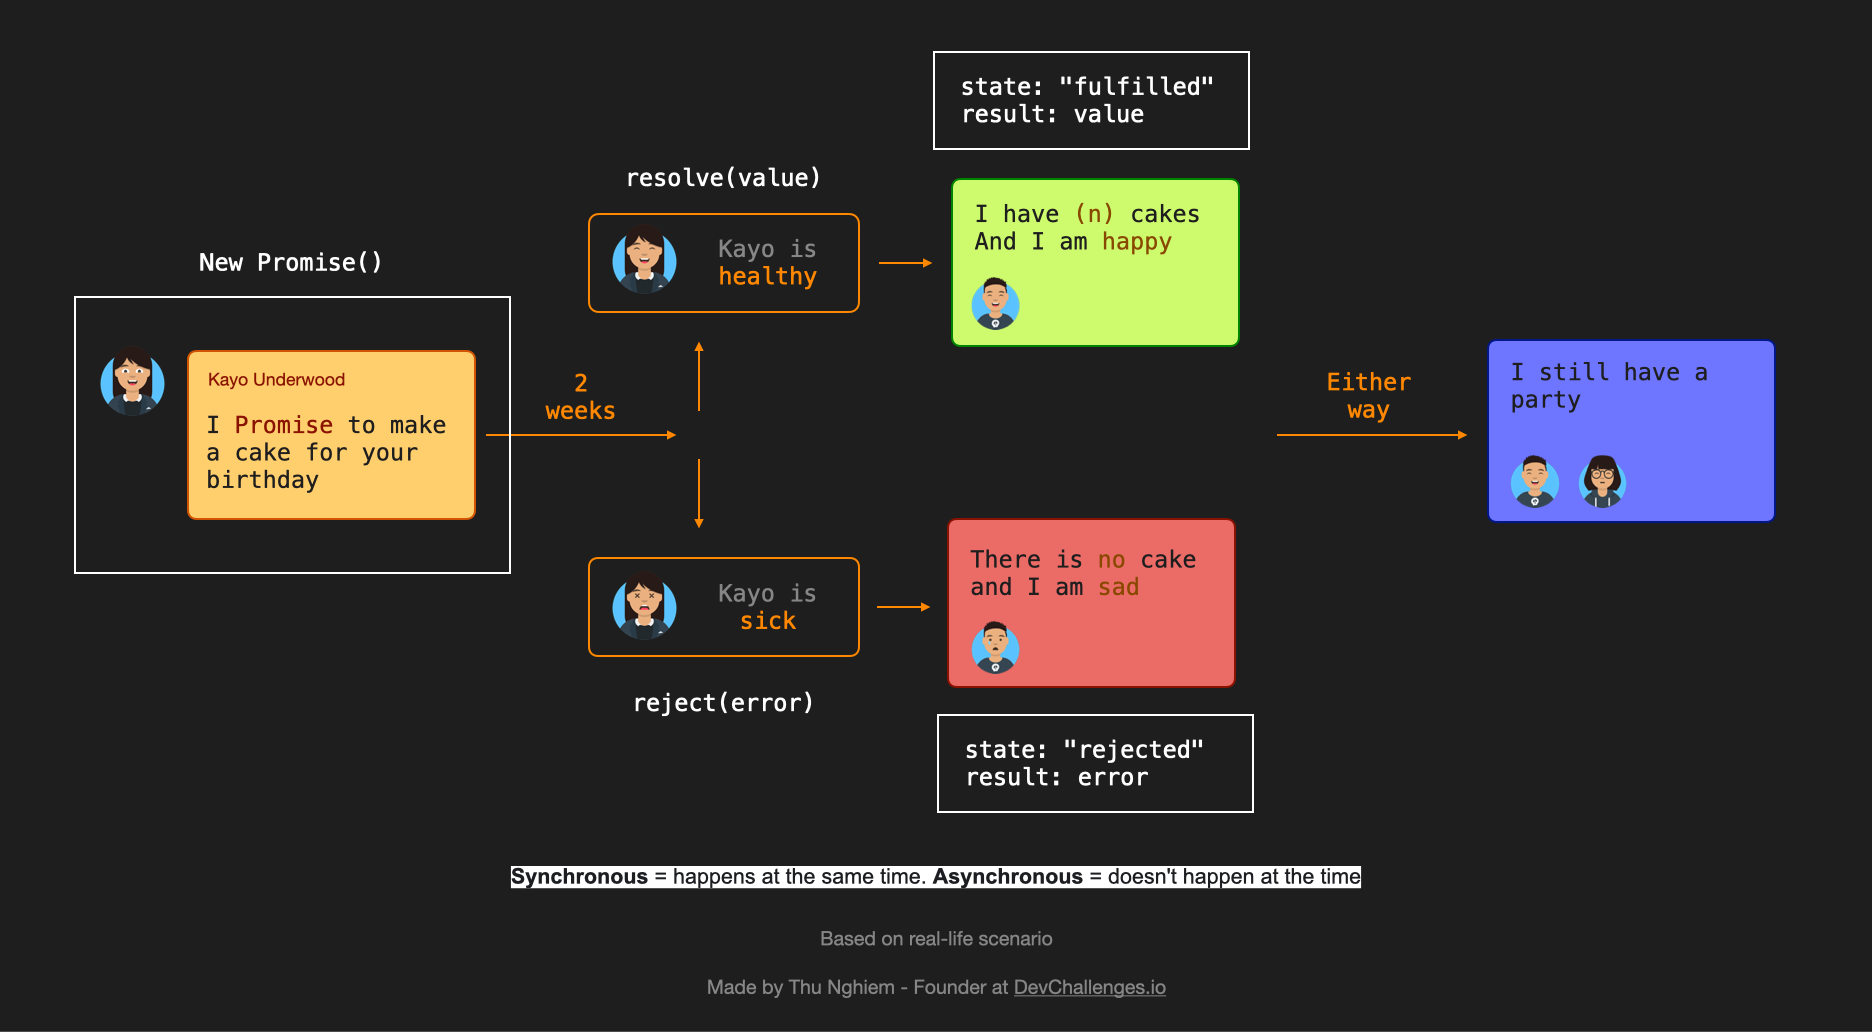 state: "fulfilled"
result: value
resolve(value)
Kayo is
healthy
I have (n) cakes
And I am happy
New Promise()
Kayo Underwood
I Promise to make
a cake for your
birthday
2
weeks
Either
way
I still have a
party
Kayo is
sick
There is no cake
and I am sad
reject(error)
state: "rejected"
result: error
Synchronous = happens at the same time. Asynchronous = doesn't happen at the time
Based on real-life scenario
Made by Thu Nghiem - Founder at DevChallenges.io